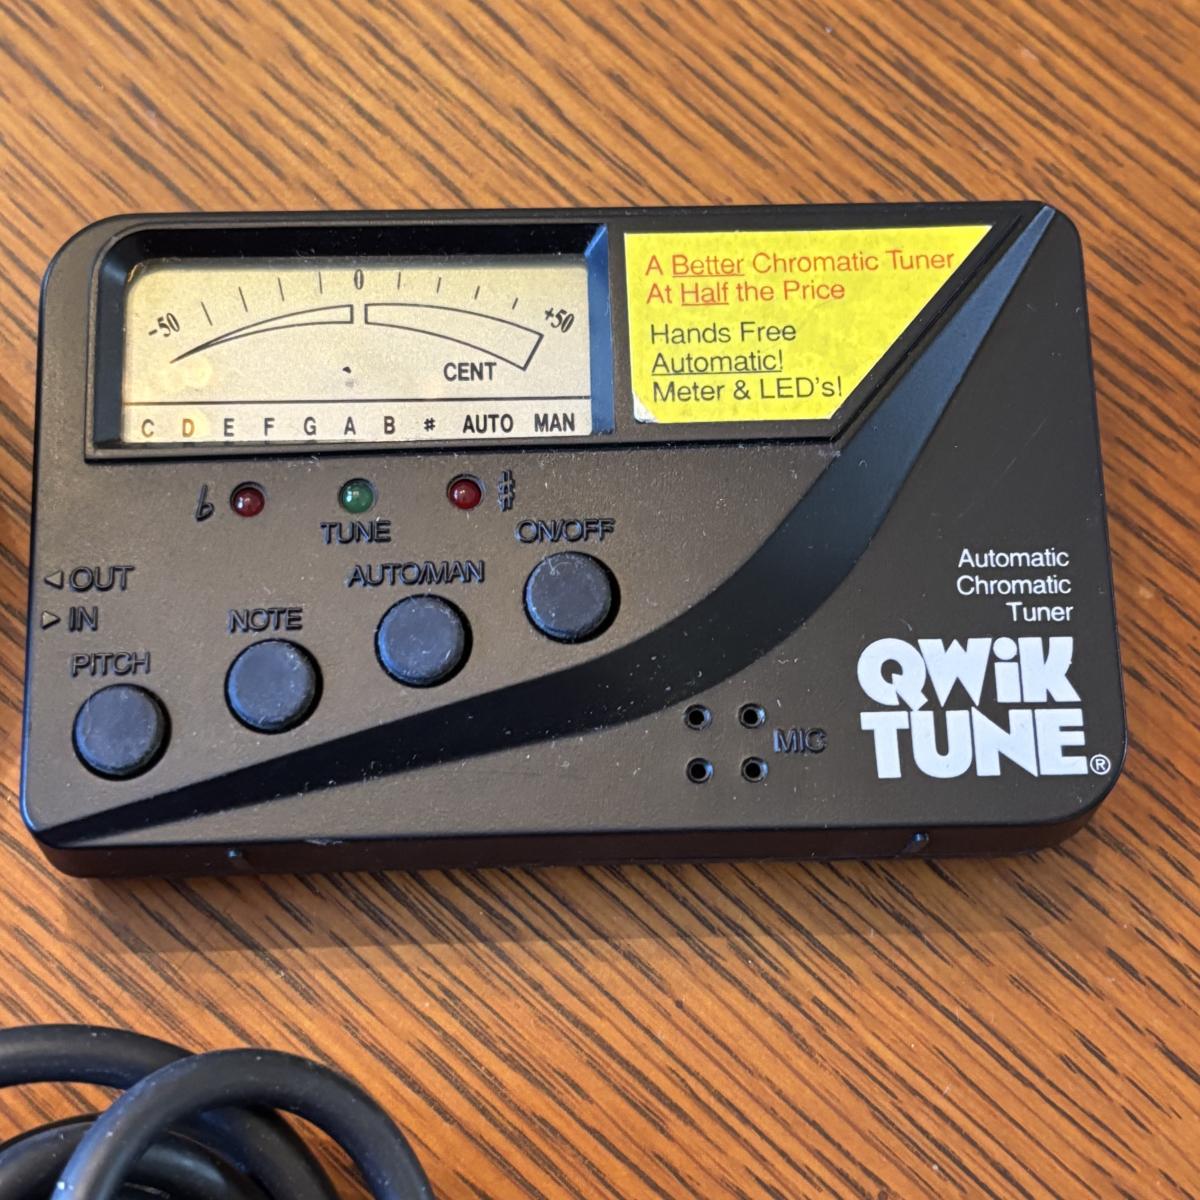 -50 0 +50
CENT
C D E F G A B # AUTO MAN
A Better Chromatic Tuner
At Half the Price
Hands Free
Automatic!
Meter & LED's!
♭ ♯
TUNE
ON/OFF
AUTO/MAN
◁ OUT
▷ IN
NOTE
PITCH
MIC
Automatic
Chromatic
Tuner
QWiK
TUNE®